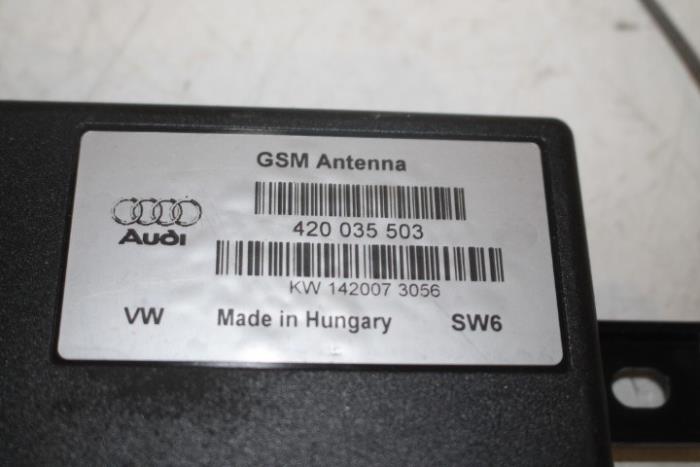 GSM Antenna
420 035 503
Audi
KW 142007 3056
VW Made in Hungary SW6